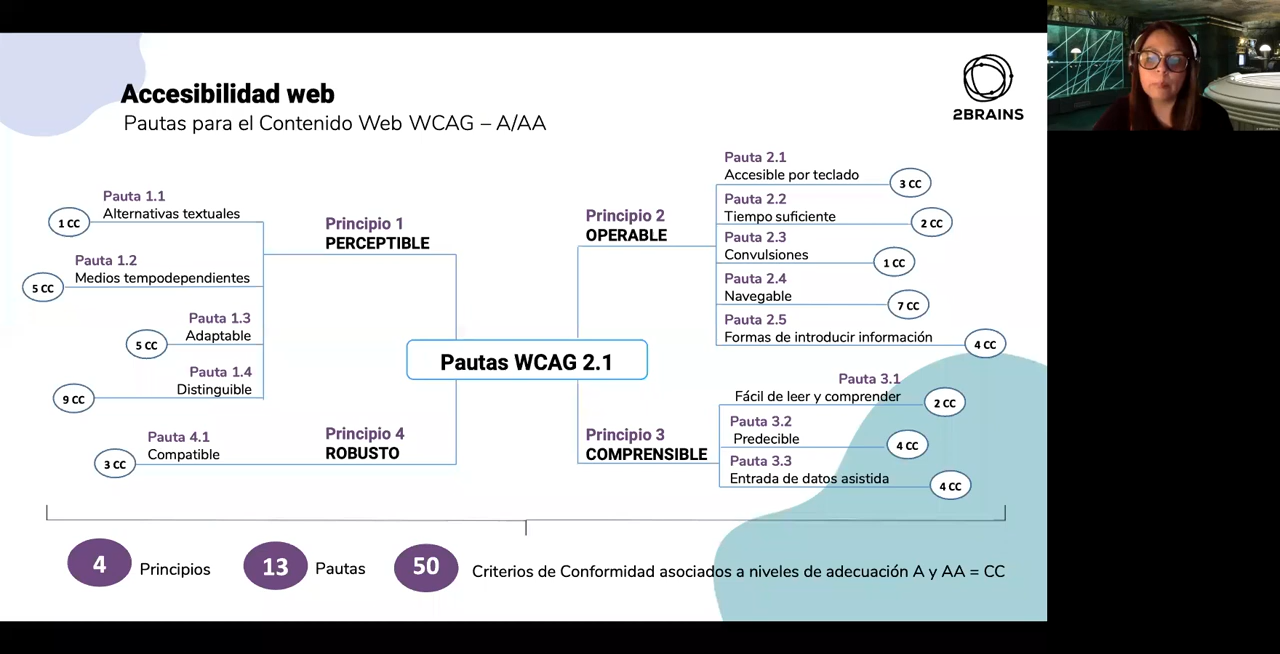 Accesibilidad web
Pautas para el Contenido Web WCAG – A/AA
2BRAINS
Pauta 1.1
Alternativas textuales
1 CC
Pauta 1.2
Medios tempodependientes
5 CC
Pauta 1.3
Adaptable
5 CC
Pauta 1.4
Distinguible
9 CC
Principio 1
PERCEPTIBLE
Pauta 4.1
Compatible
3 CC
Principio 4
ROBUSTO
Pautas WCAG 2.1
Principio 2
OPERABLE
Pauta 2.1
Accesible por teclado
3 CC
Pauta 2.2
Tiempo suficiente
2 CC
Pauta 2.3
Convulsiones
1 CC
Pauta 2.4
Navegable
7 CC
Pauta 2.5
Formas de introducir información
4 CC
Principio 3
COMPRENSIBLE
Pauta 3.1
Fácil de leer y comprender
2 CC
Pauta 3.2
Predecible
4 CC
Pauta 3.3
Entrada de datos asistida
4 CC
4 Principios
13 Pautas
50 Criterios de Conformidad asociados a niveles de adecuación A y AA = CC